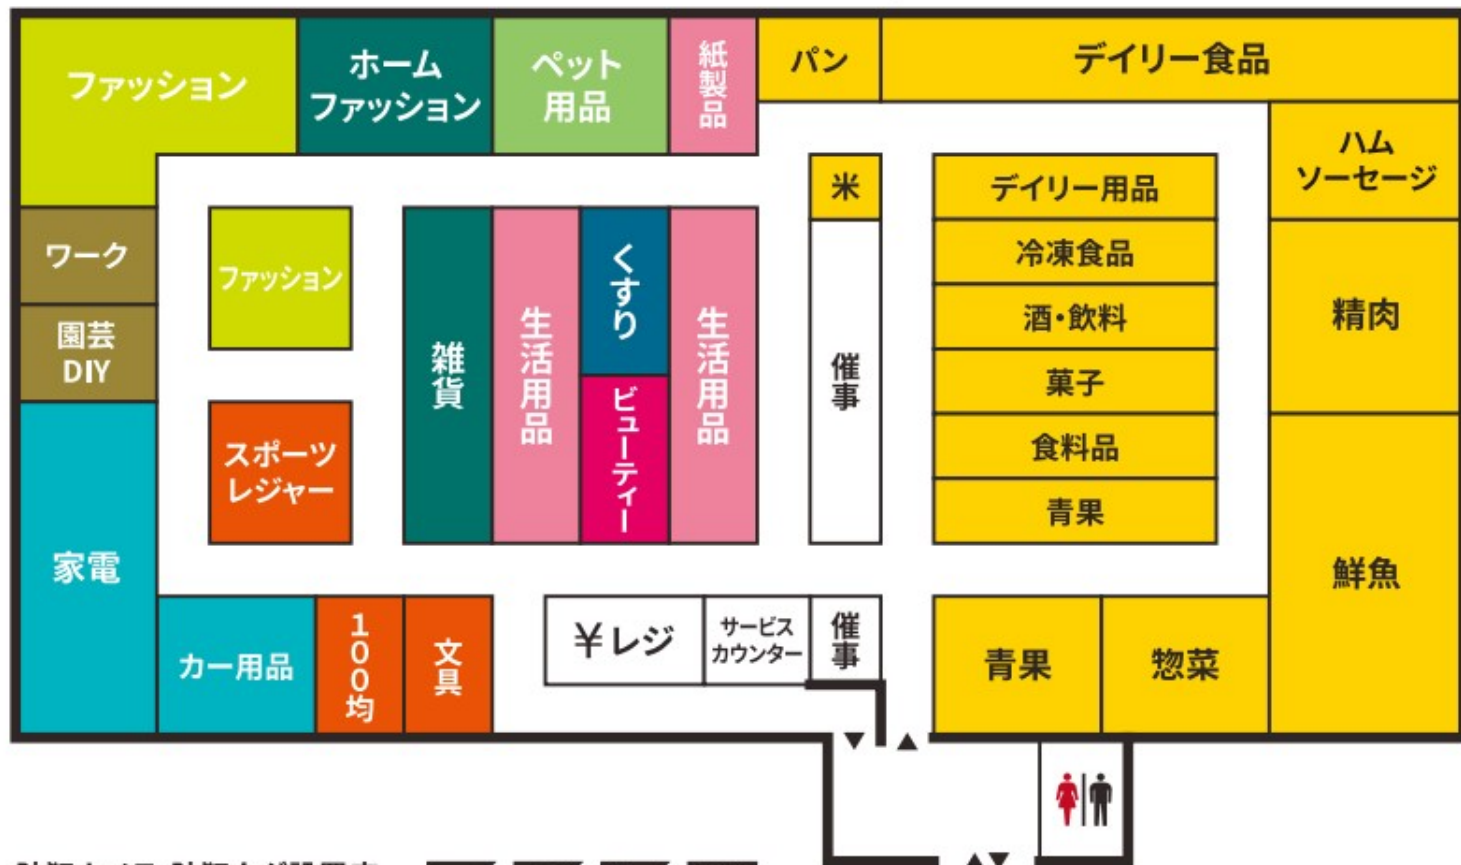 ファッション
ホーム
ファッション
ペット
用品
紙製品
パン
デイリー食品
ハム
ソーセージ
米
デイリー用品
ワーク
ファッション
雑貨
生活用品
くすり
生活用品
冷凍食品
精肉
園芸
DIY
酒・飲料
催事
菓子
ビューティー
スポーツ
レジャー
食料品
青果
家電
鮮魚
カー用品
100均
文具
¥レジ
サービス
カウンター
催事
青果
惣菜